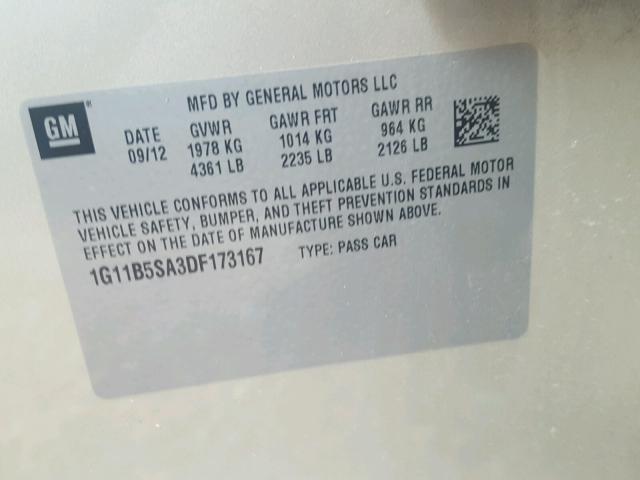 MFD BY GENERAL MOTORS LLC
GM ®
DATE GVWR GAWR FRT GAWR RR
09/12 1978 KG 1014 KG 964 KG
4361 LB 2235 LB 2126 LB
THIS VEHICLE CONFORMS TO ALL APPLICABLE U.S. FEDERAL MOTOR
VEHICLE SAFETY, BUMPER, AND THEFT PREVENTION STANDARDS IN
EFFECT ON THE DATE OF MANUFACTURE SHOWN ABOVE.
1G11B5SA3DF173167 TYPE: PASS CAR